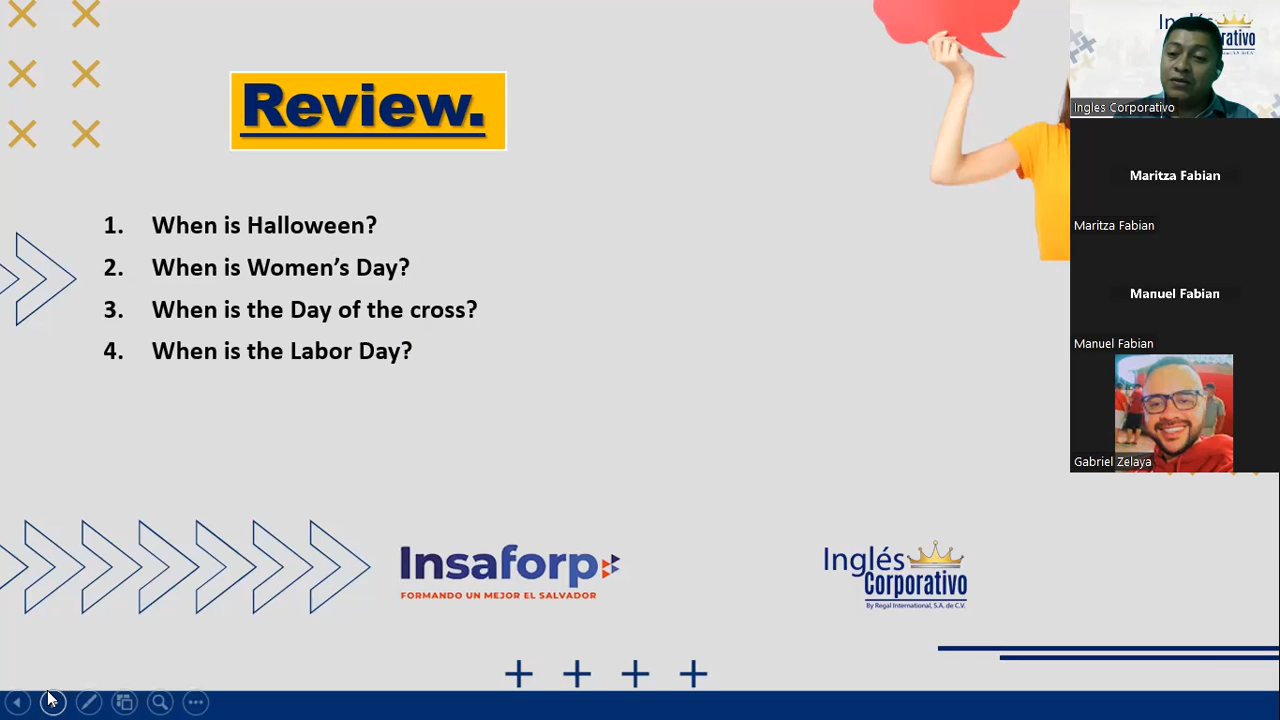 Review.
1. When is Halloween?
2. When is Women's Day?
3. When is the Day of the cross?
4. When is the Labor Day?
Insaforp
FORMANDO UN MEJOR EL SALVADOR
Inglés
Corporativo
By Regal International, S.A. de C.V.
Ingles Corporativo
Maritza Fabian
Maritza Fabian
Manuel Fabian
Manuel Fabian
Gabriel Zelaya